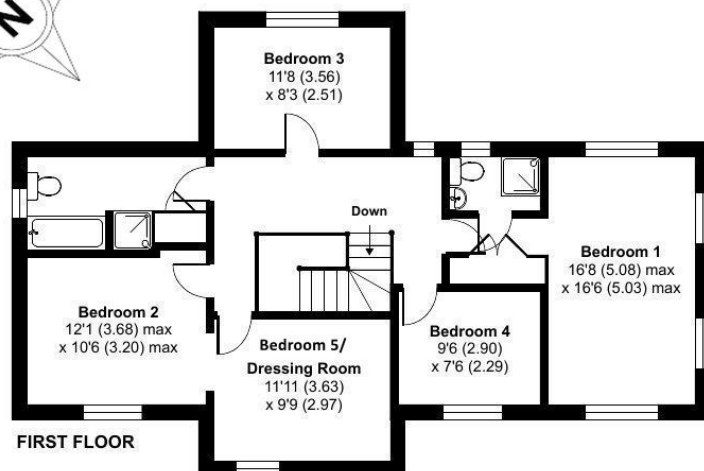 N
Bedroom 3
11'8 (3.56)
x 8'3 (2.51)
Down
Bedroom 1
16'8 (5.08) max
x 16'6 (5.03) max
Bedroom 2
12'1 (3.68) max
x 10'6 (3.20) max
Bedroom 5/
Dressing Room
11'11 (3.63)
x 9'9 (2.97)
Bedroom 4
9'6 (2.90)
x 7'6 (2.29)
FIRST FLOOR